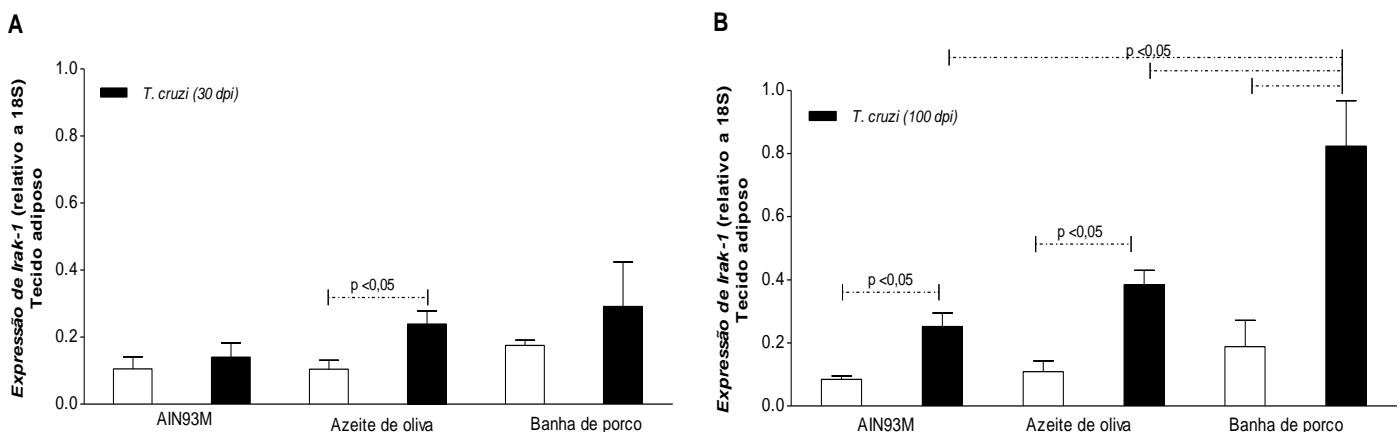 A
Expressão de Irak-1 (relativo a 18S)
Tecido adiposo
1.0
0.8
0.6
0.4
0.2
0.0
T. cruzi (30 dpi)
p <0,05
AIN93M
Azeite de oliva
Banha de porco
B
Expressão de Irak-1 (relativo a 18S)
Tecido adiposo
1.0
0.8
0.6
0.4
0.2
0.0
p <0,05
T. cruzi (100 dpi)
p <0,05
p <0,05
AIN93M
Azeite de oliva
Banha de porco